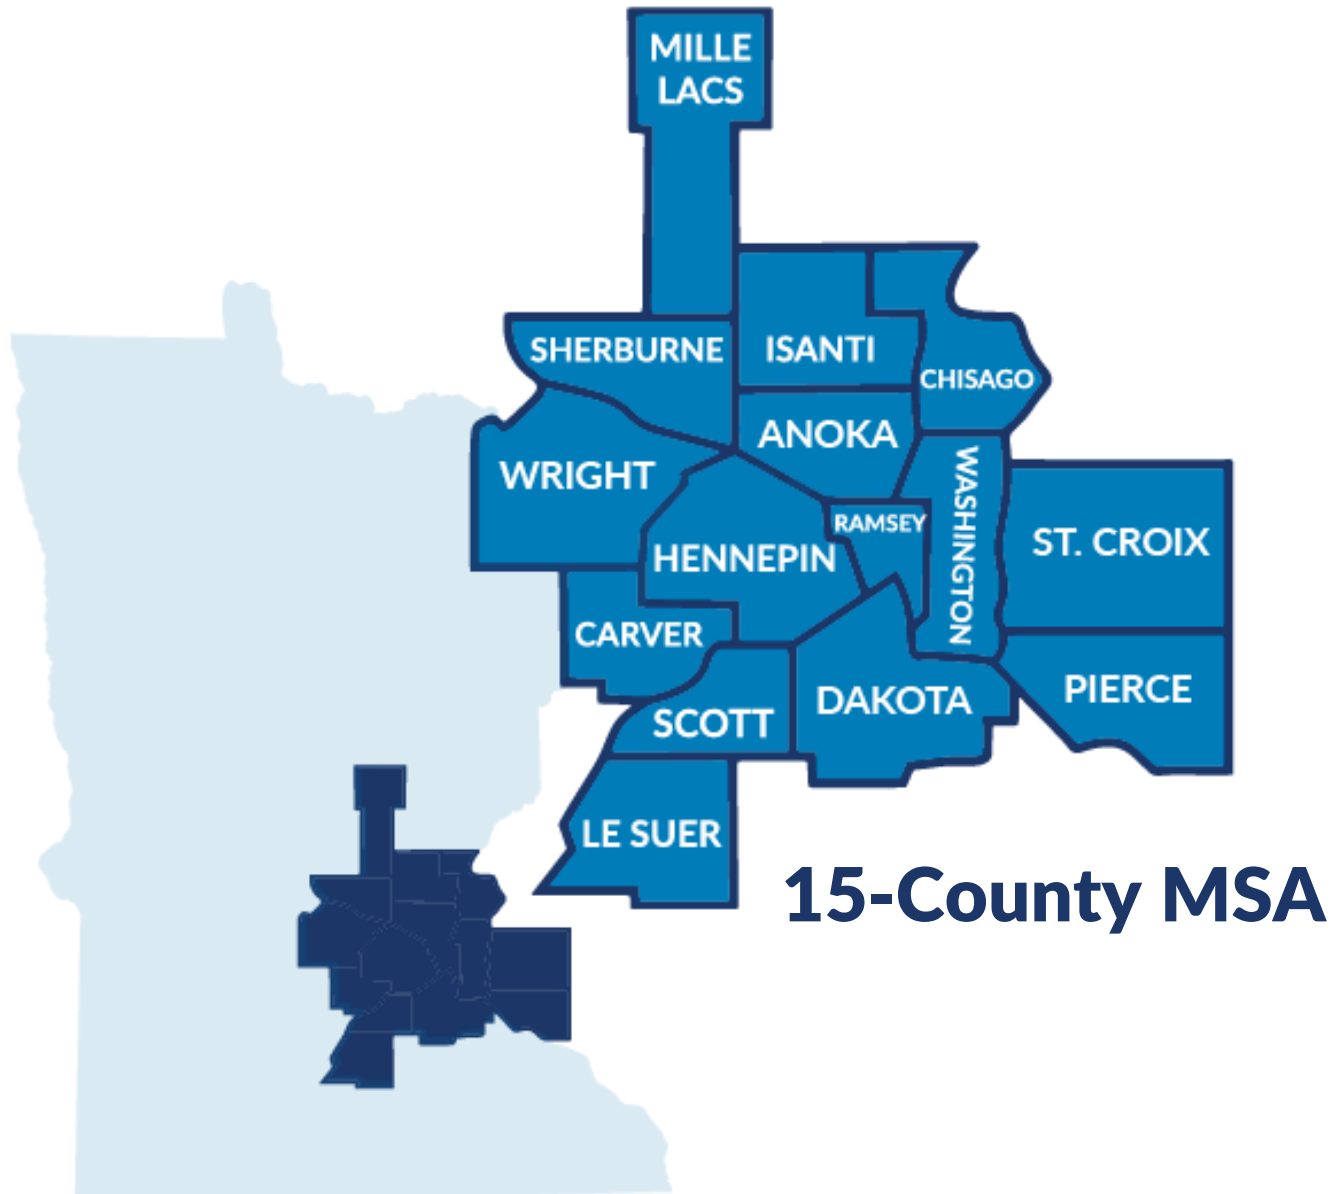 MILLE
LACS
SHERBURNE
ISANTI
CHISAGO
ANOKA
WRIGHT
WASHINGTON
RAMSEY
ST. CROIX
HENNEPIN
CARVER
PIERCE
DAKOTA
SCOTT
LE SUER
15-County MSA